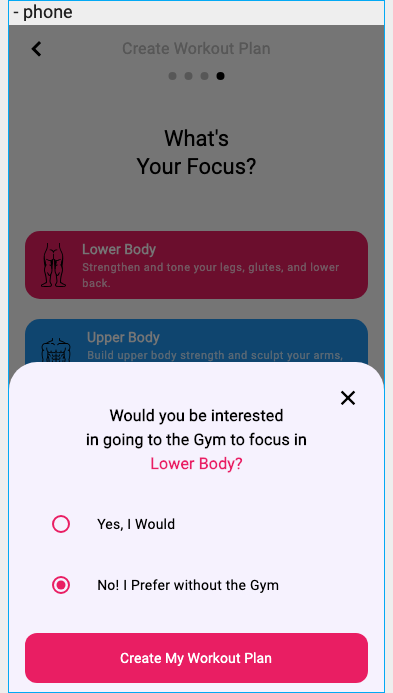 - phone
Create Workout Plan
What's
Your Focus?
Lower Body
Strengthen and tone your legs, glutes, and lower
back.
Upper Body
Build upper body strength and sculpt your arms,
Would you be interested
in going to the Gym to focus in
Lower Body?
Yes, I Would
No! I Prefer without the Gym
Create My Workout Plan